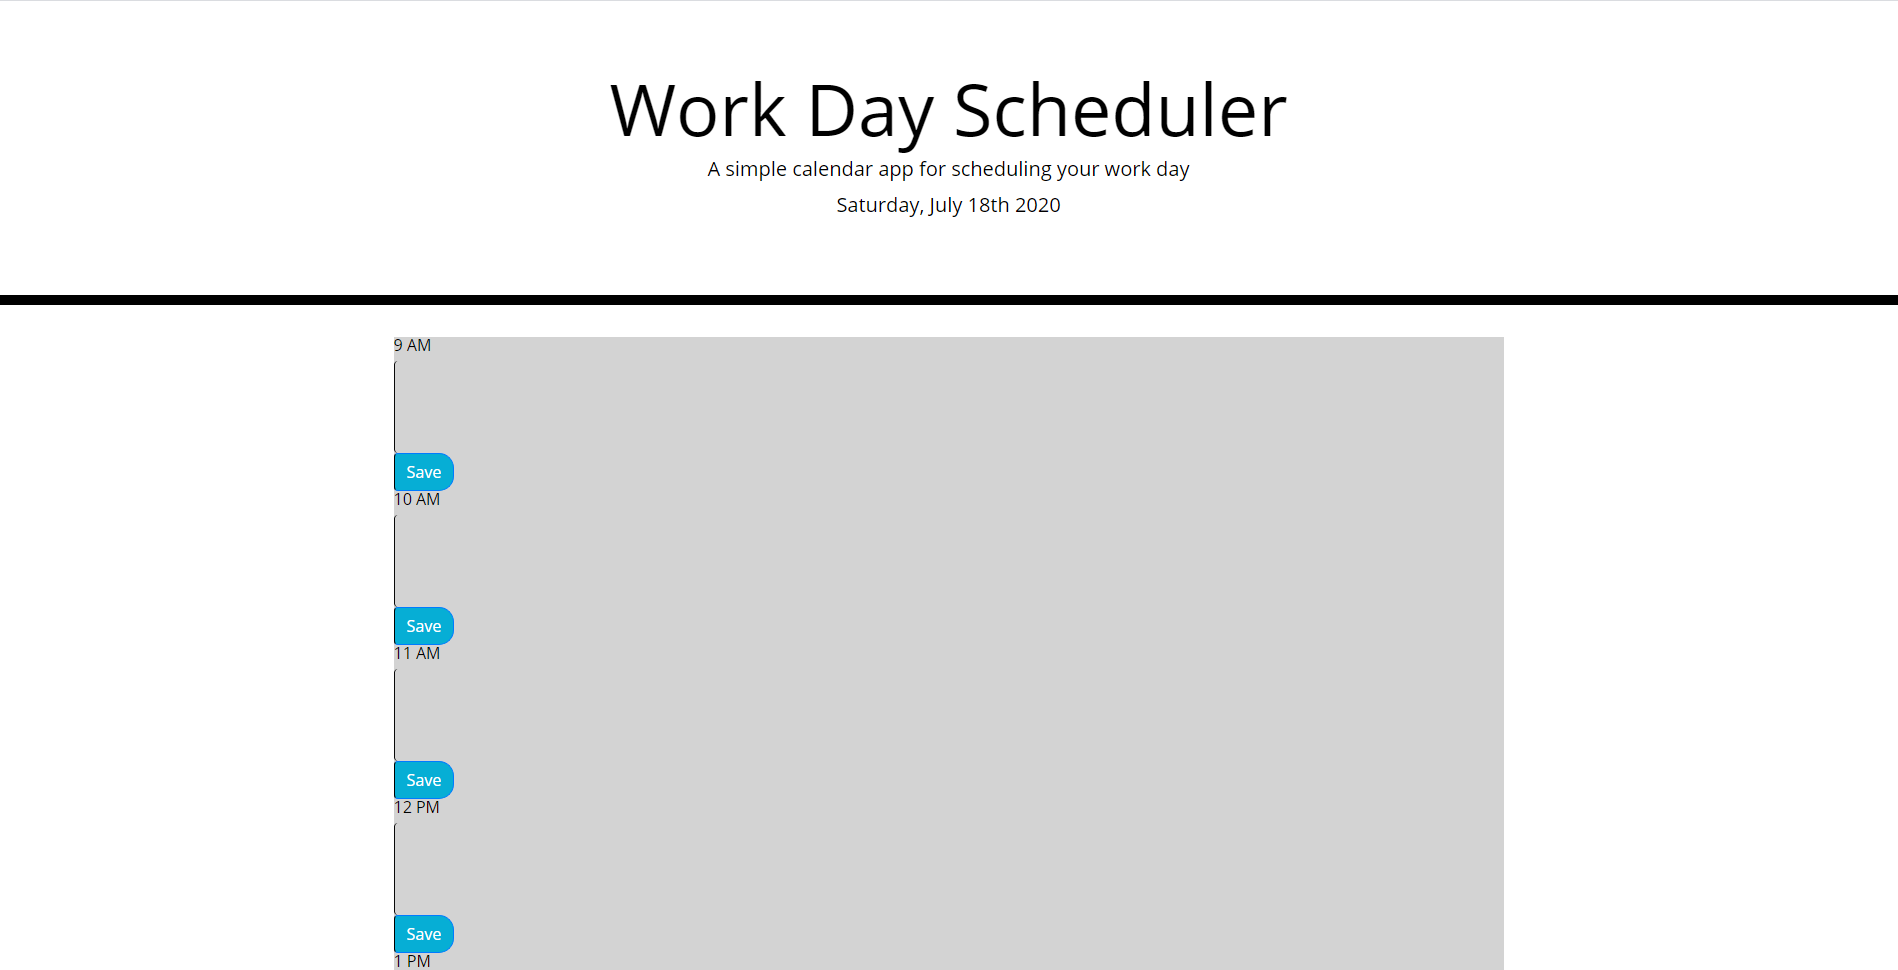 Work Day Scheduler
A simple calendar app for scheduling your work day
Saturday, July 18th 2020
9 AM
Save
10 AM
Save
11 AM
Save
12 PM
Save
1 PM